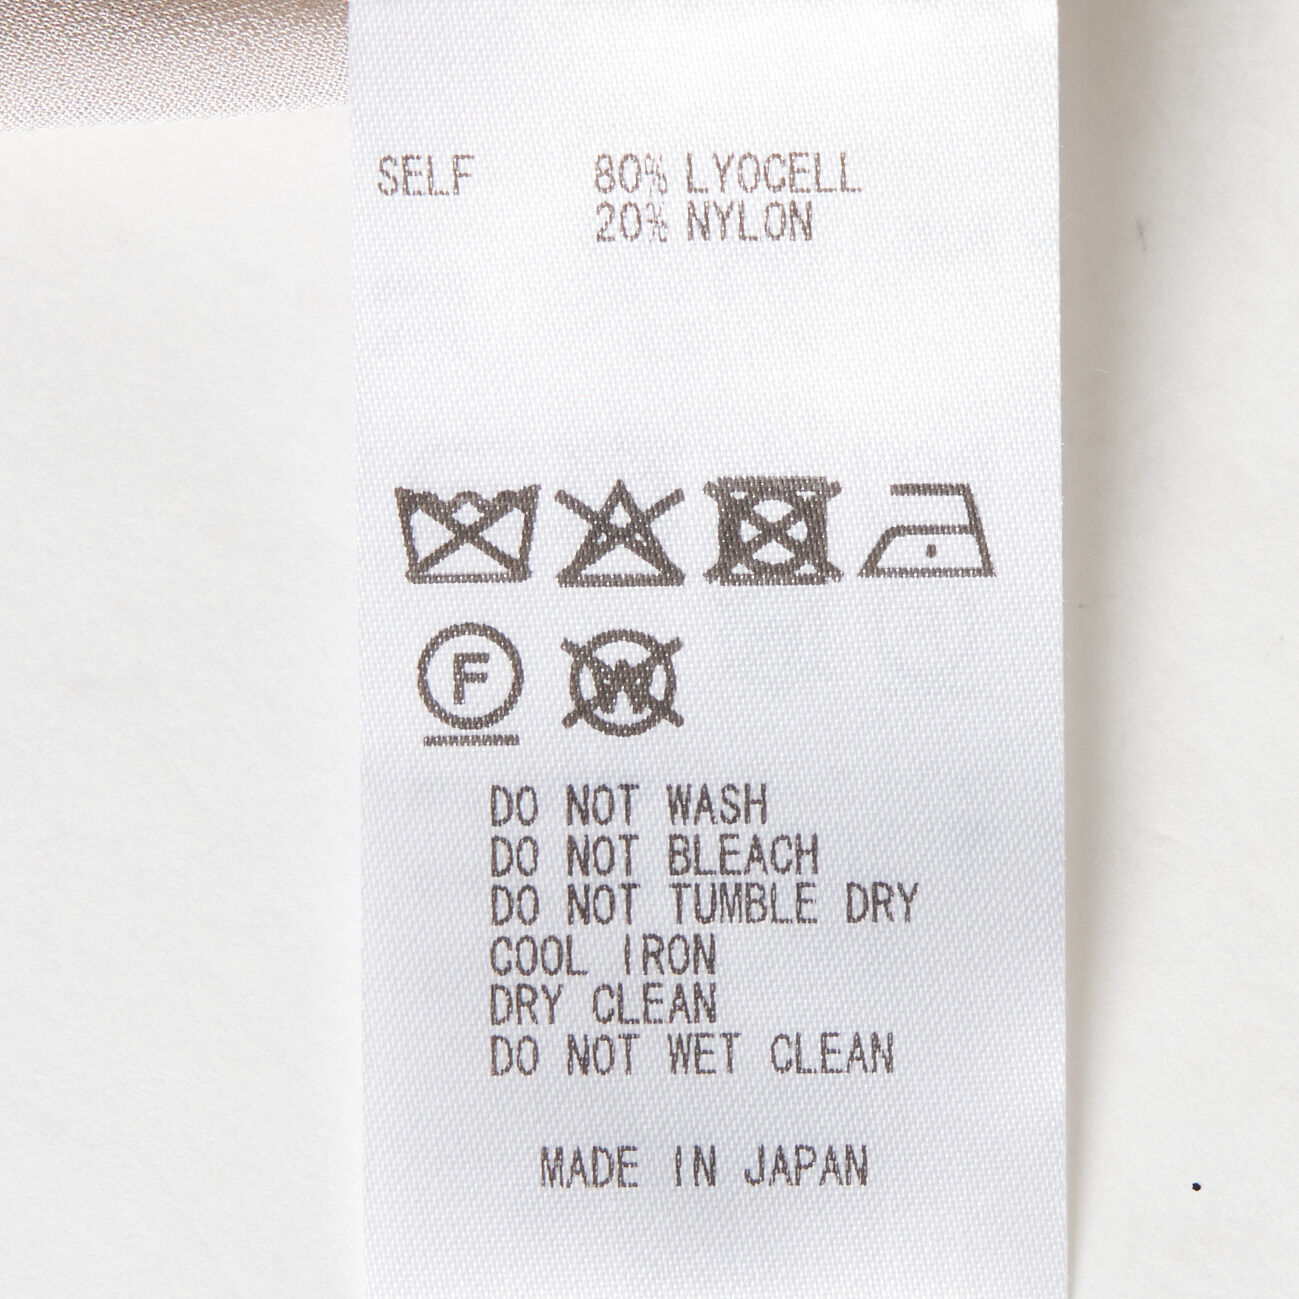 SELF 80% LYOCELL
20% NYLON
F W
DO NOT WASH
DO NOT BLEACH
DO NOT TUMBLE DRY
COOL IRON
DRY CLEAN
DO NOT WET CLEAN
MADE IN JAPAN